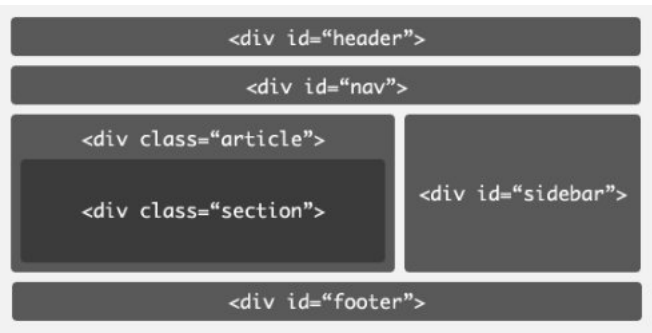 <div id=“header”>
<div id=“nav”>
<div class=“article”>
<div class=“section”>
<div id=“sidebar”>
<div id=“footer”>